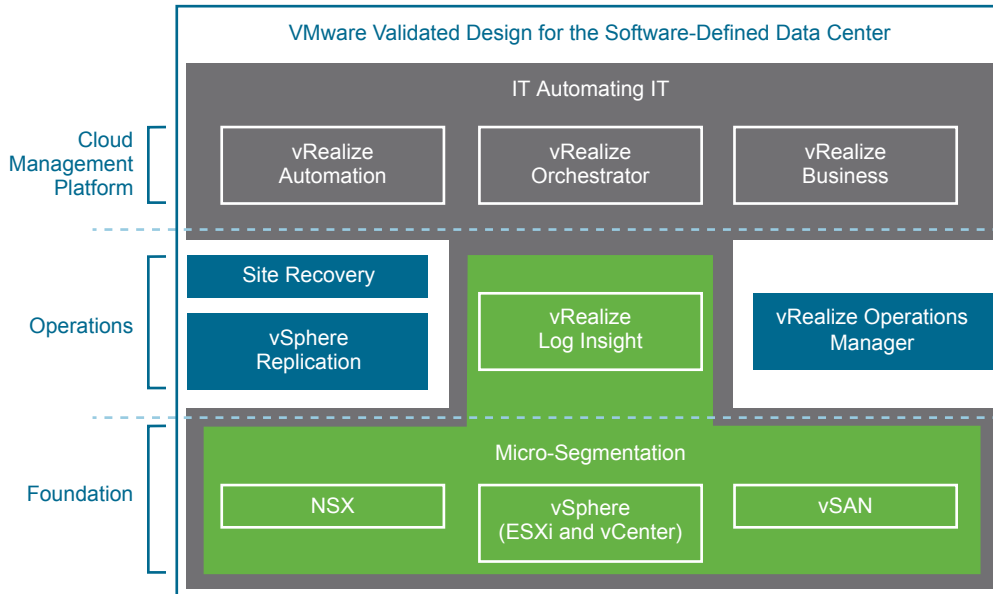 VMware Validated Design for the Software-Defined Data Center
IT Automating IT
Cloud
Management
Platform
vRealize
Automation
vRealize
Orchestrator
vRealize
Business
Operations
Site Recovery
vSphere
Replication
vRealize
Log Insight
vRealize Operations
Manager
Foundation
Micro-Segmentation
NSX
vSphere
(ESXi and vCenter)
vSAN